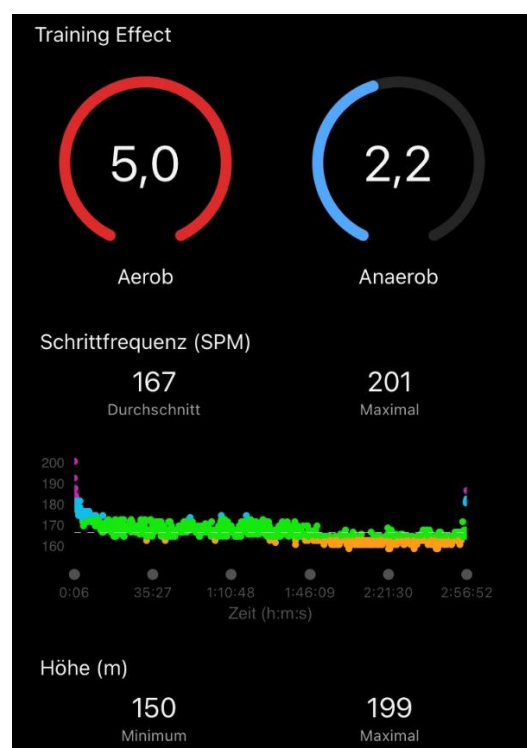 Training Effect
5,0 2,2
Aerob Anaerob
Schrittfrequenz (SPM)
167 201
Durchschnitt Maximal
200
190
180
170
160
0:06 35:27 1:10:48 1:46:09 2:21:30 2:56:52
Zeit (h:m:s)
Höhe (m)
150 199
Minimum Maximal